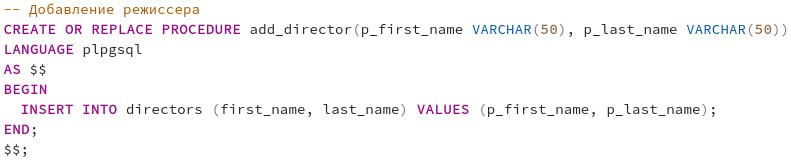 -- Добавление режиссера
CREATE OR REPLACE PROCEDURE add_director(p_first_name VARCHAR(50), p_last_name VARCHAR(50))
LANGUAGE plpgsql
AS $$
BEGIN
  INSERT INTO directors (first_name, last_name) VALUES (p_first_name, p_last_name);
END;
$$;